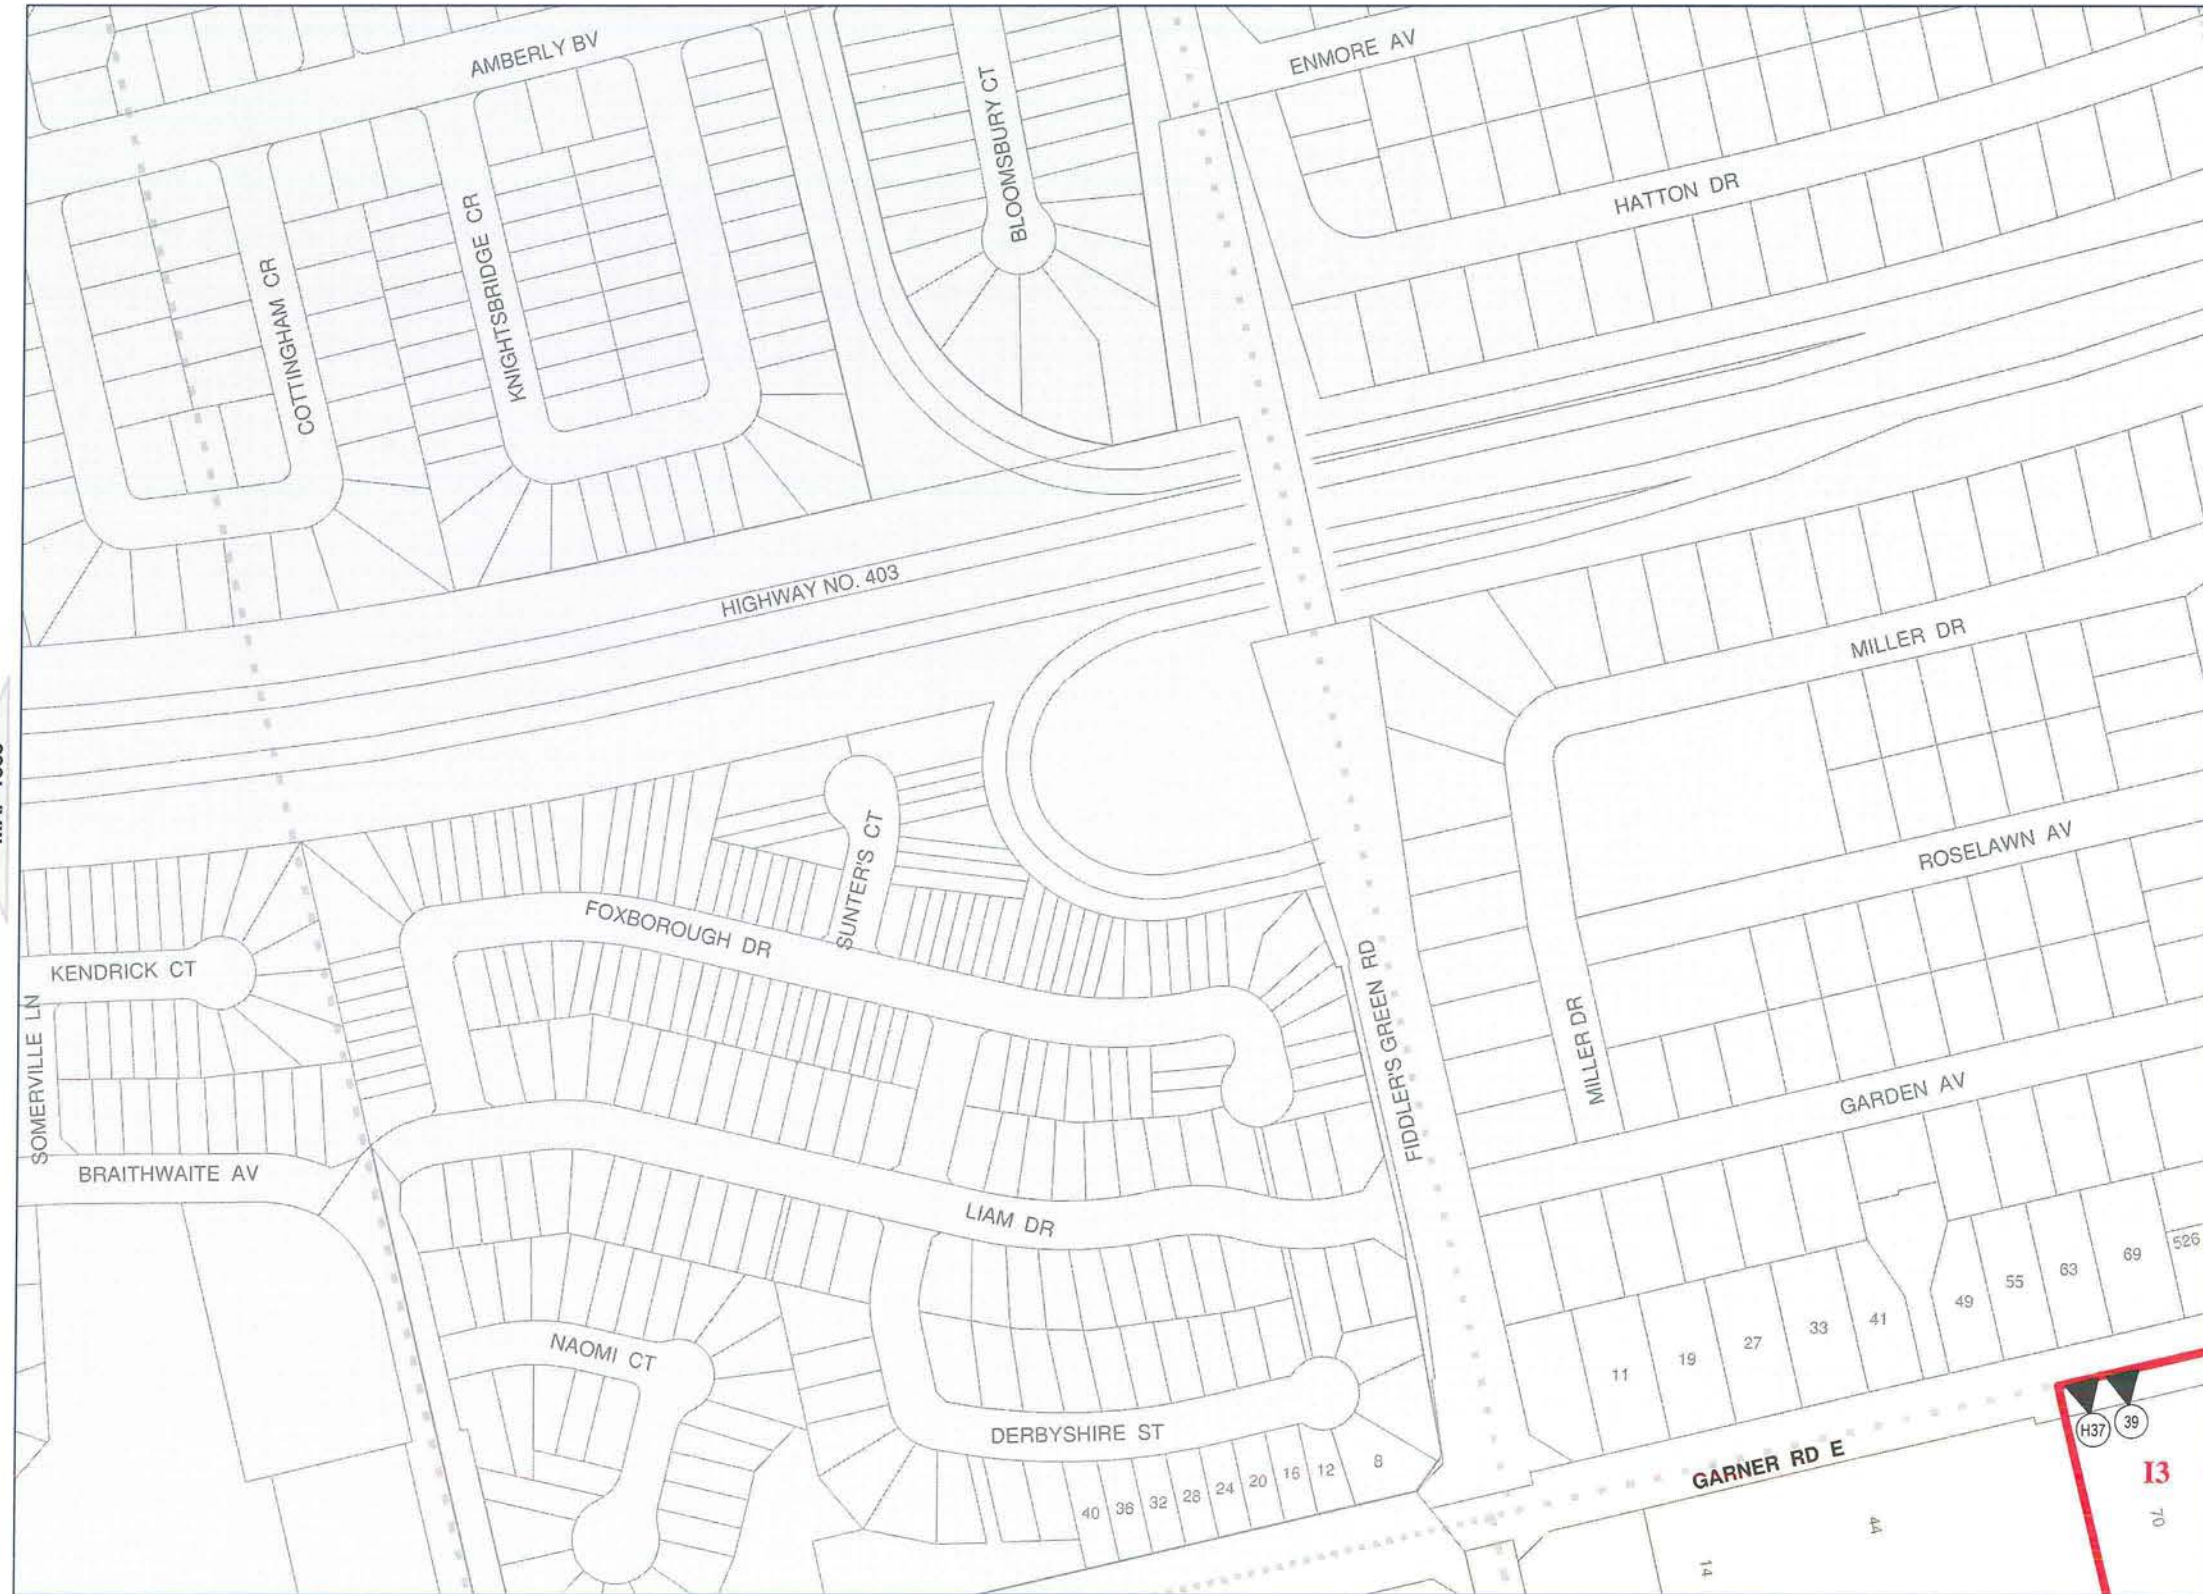 AMBERLY BV
ENMORE AV
BLOOMSBURY CT
HATTON DR
KNIGHTSBRIDGE CR
COTTINGHAM CR
HIGHWAY NO. 403
MILLER DR
ROSELAWN AV
SUNTER'S CT
FOXBOROUGH DR
KENDRICK CT
SOMERVILLE LN
FIDDLER'S GREEN RD
MILLER DR
GARDEN AV
BRAITHWAITE AV
LIAM DR
526
69
63
55
49
41
33
27
19
11
NAOMI CT
DERBYSHIRE ST
H37
39
GARNER RD E
I3
8
12
16
20
24
28
32
36
40
70
44
14